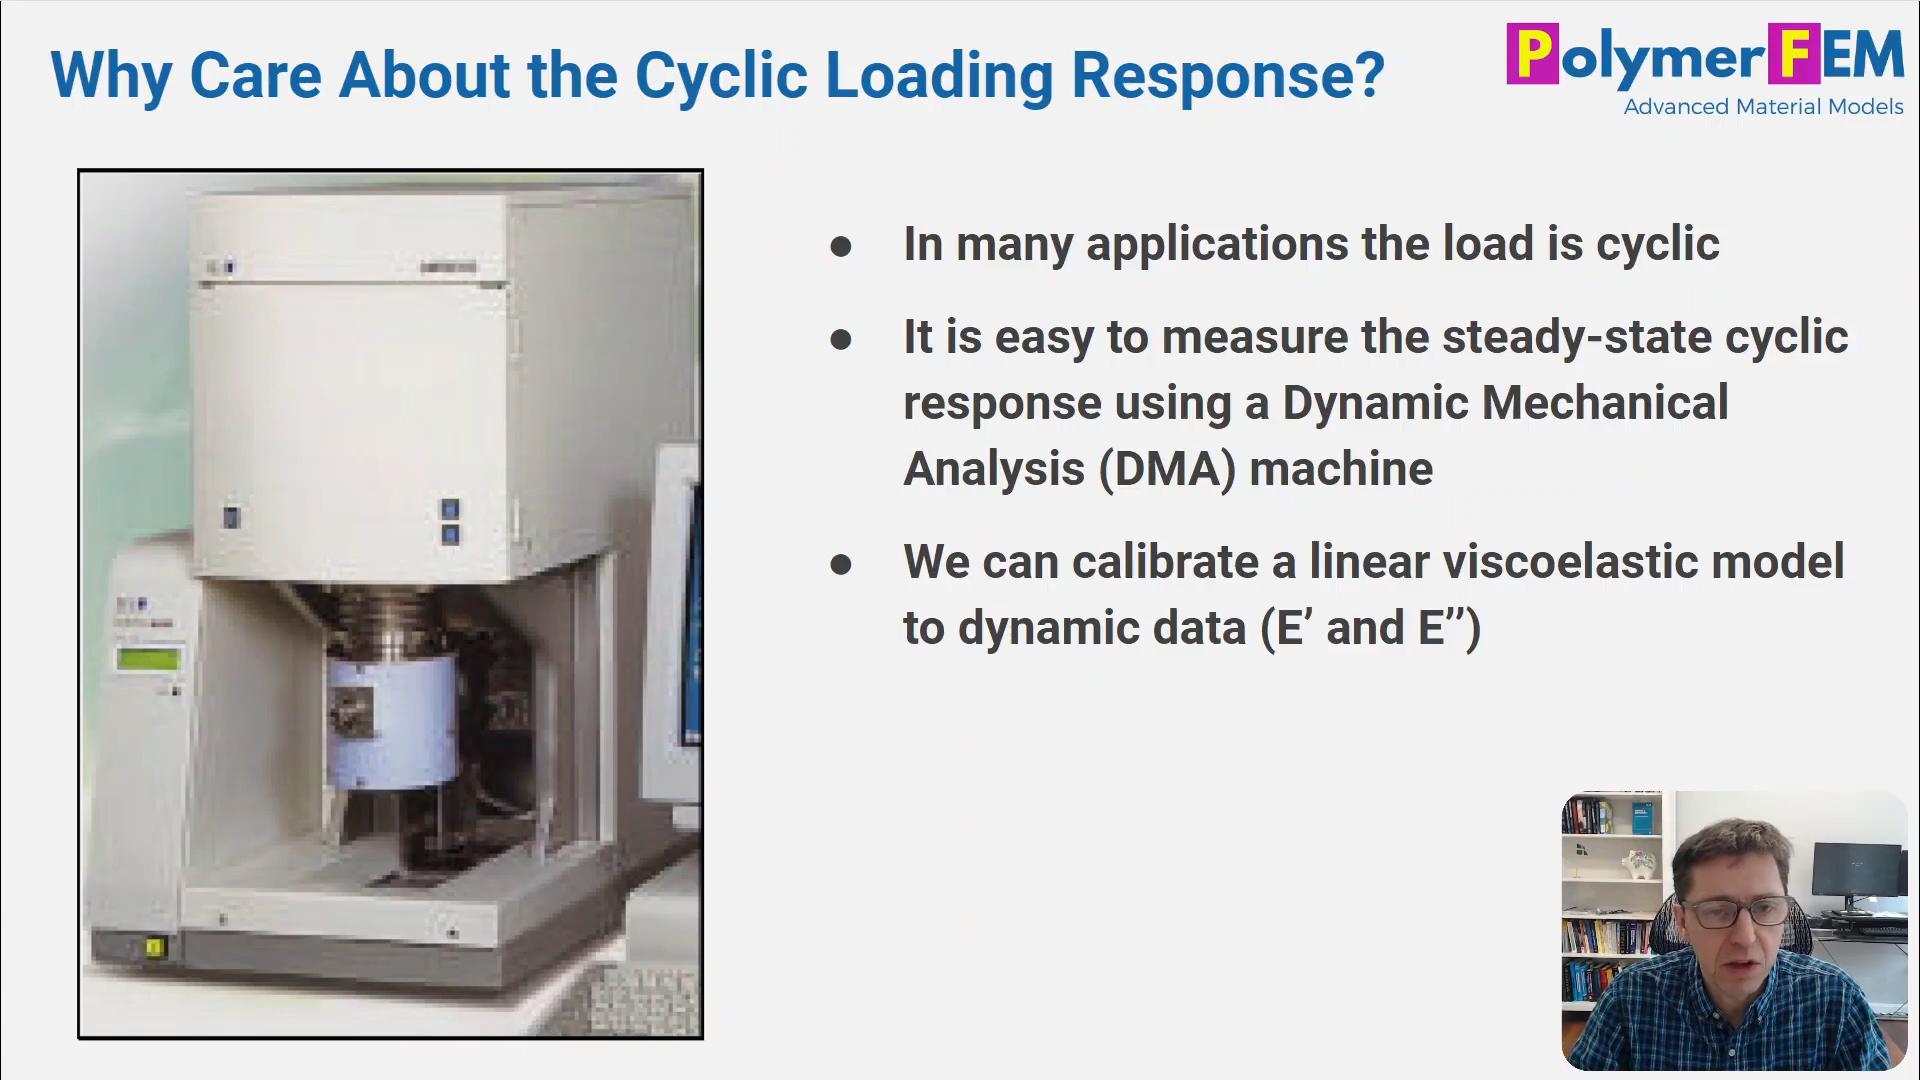 Why Care About the Cyclic Loading Response?
PolymerFEM
Advanced Material Models
● In many applications the load is cyclic
● It is easy to measure the steady-state cyclic
response using a Dynamic Mechanical
Analysis (DMA) machine
● We can calibrate a linear viscoelastic model
to dynamic data (E’ and E’’)